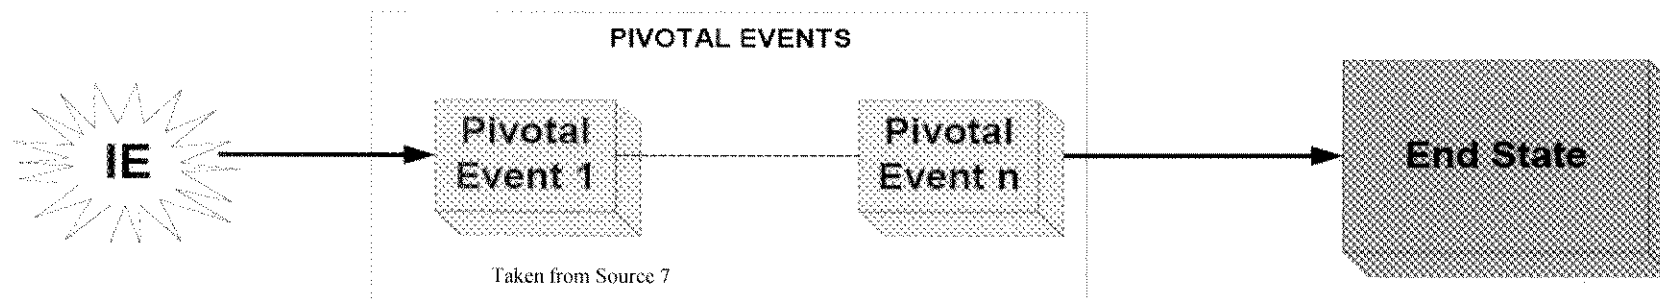 PIVOTAL EVENTS
IE
Pivotal
Event 1
Pivotal
Event n
End State
Taken from Source 7